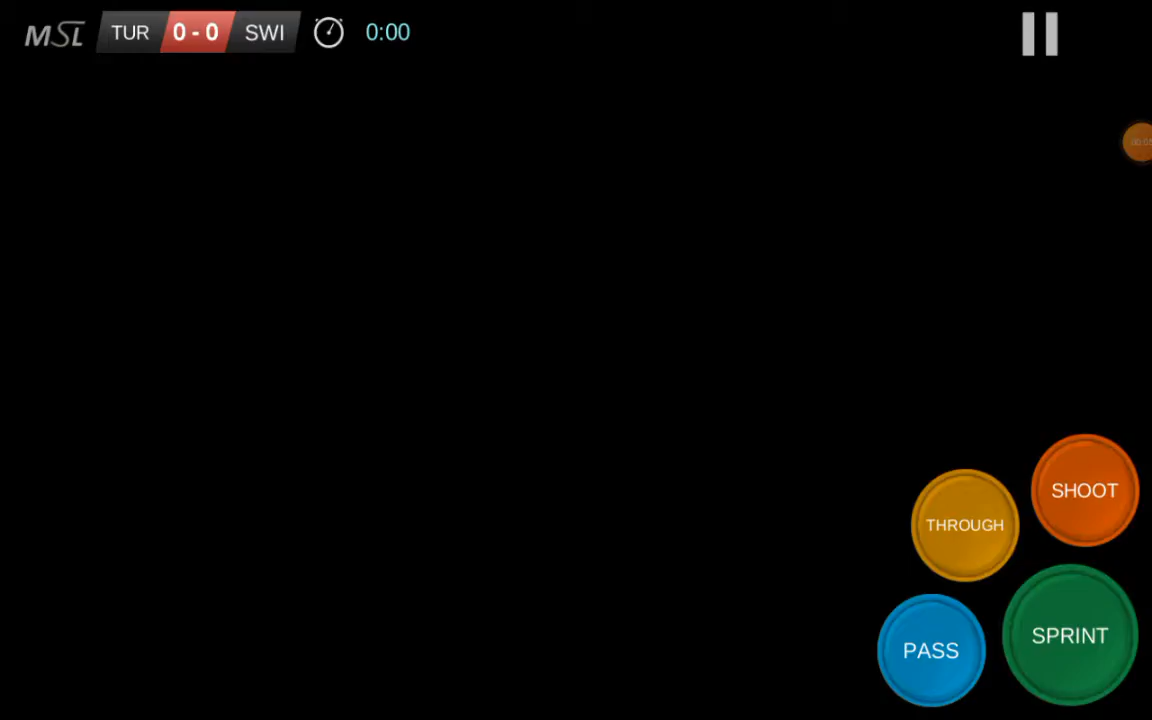 MSL TUR 0 - 0 SWI 0:00
SHOOT
THROUGH
SPRINT
PASS